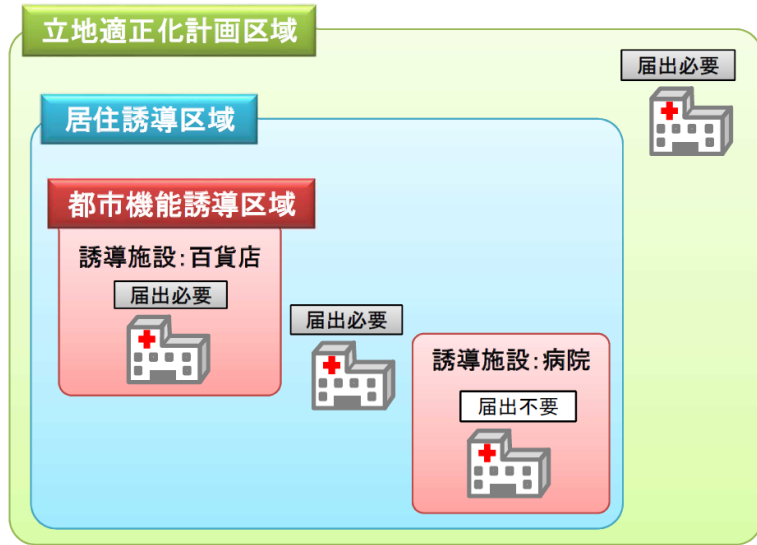 立地適正化計画区域
届出必要
居住誘導区域
都市機能誘導区域
誘導施設:百貨店
届出必要
届出必要
誘導施設:病院
届出不要